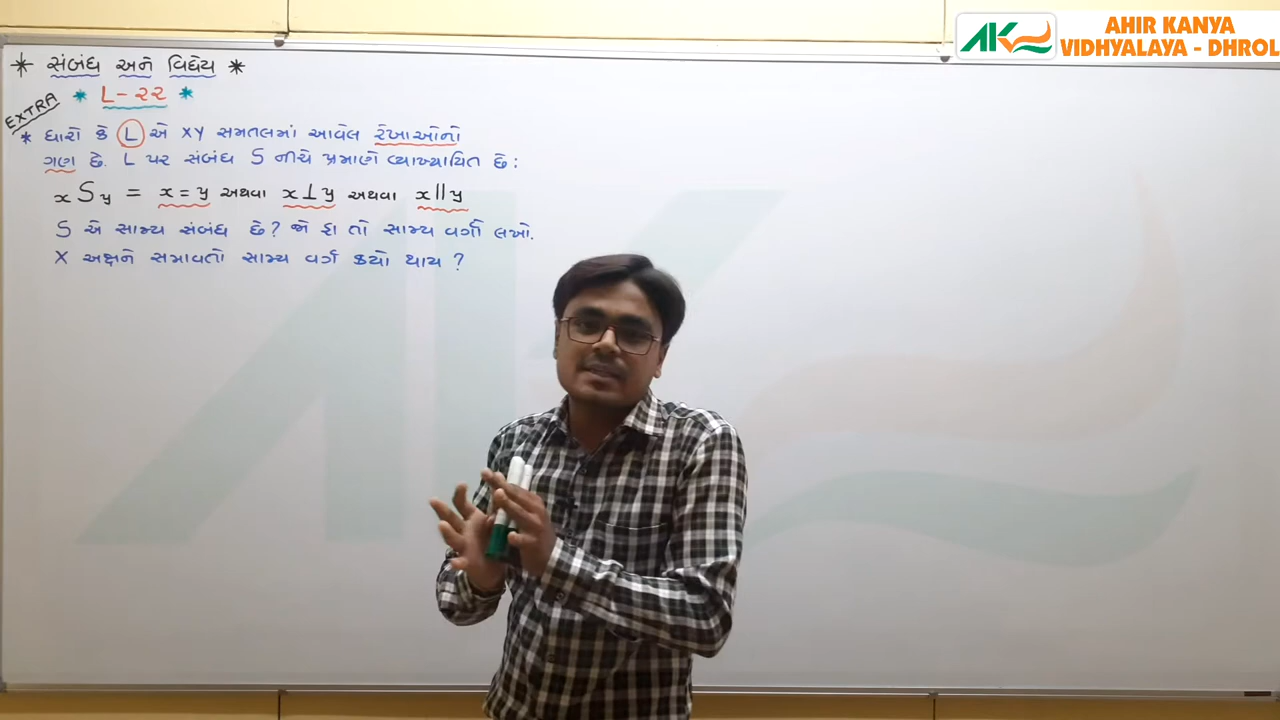 AHIR KANYA
VIDHYALAYA - DHROL
* સંબંધ અને વિધેય *
* L-૨૨ *
EXTRA
* ધારો કે L એ XY સમતલમાં આવેલ રેખાઓનો
ગણ છે. L પર સંબંધ S નીચે પ્રમાણે વ્યાખ્યાયિત છે:
xSy = x=y અથવા x⊥y અથવા x||y
S એ સામ્ય સંબંધ છે? જો હા તો સામ્ય વર્ગો લખો.
X અક્ષને સમાવતો સામ્ય વર્ગ કયો થાય ?